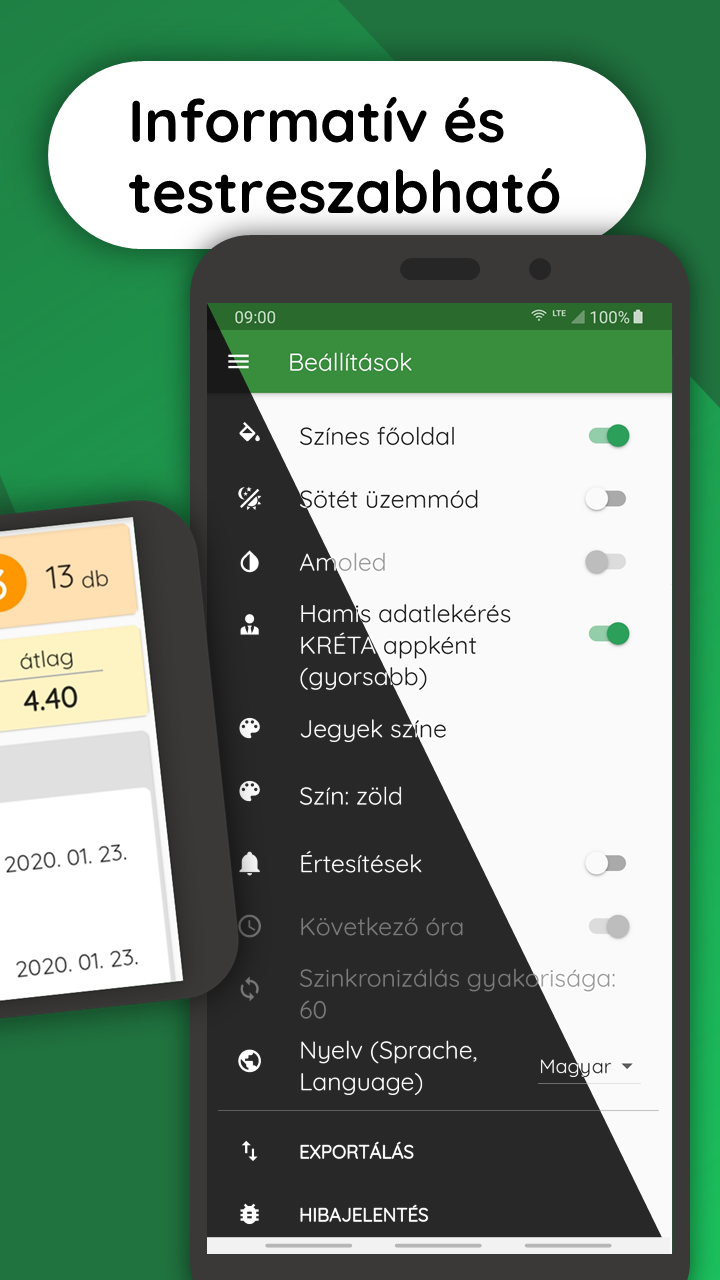 Informatív és
testreszabható
09:00
LTE
100%
Beállítások
Színes főoldal
Sötét üzemmód
Amoled
Hamis adatlekérés
KRÉTA appként
(gyorsabb)
Jegyek színe
Szín: zöld
Értesítések
Következő óra
Szinkronizálás gyakorisága:
60
Nyelv (Sprache,
Language)
Magyar
EXPORTÁLÁS
HIBAJELENTÉS
13 db
átlag
4.40
2020. 01. 23.
2020. 01. 23.